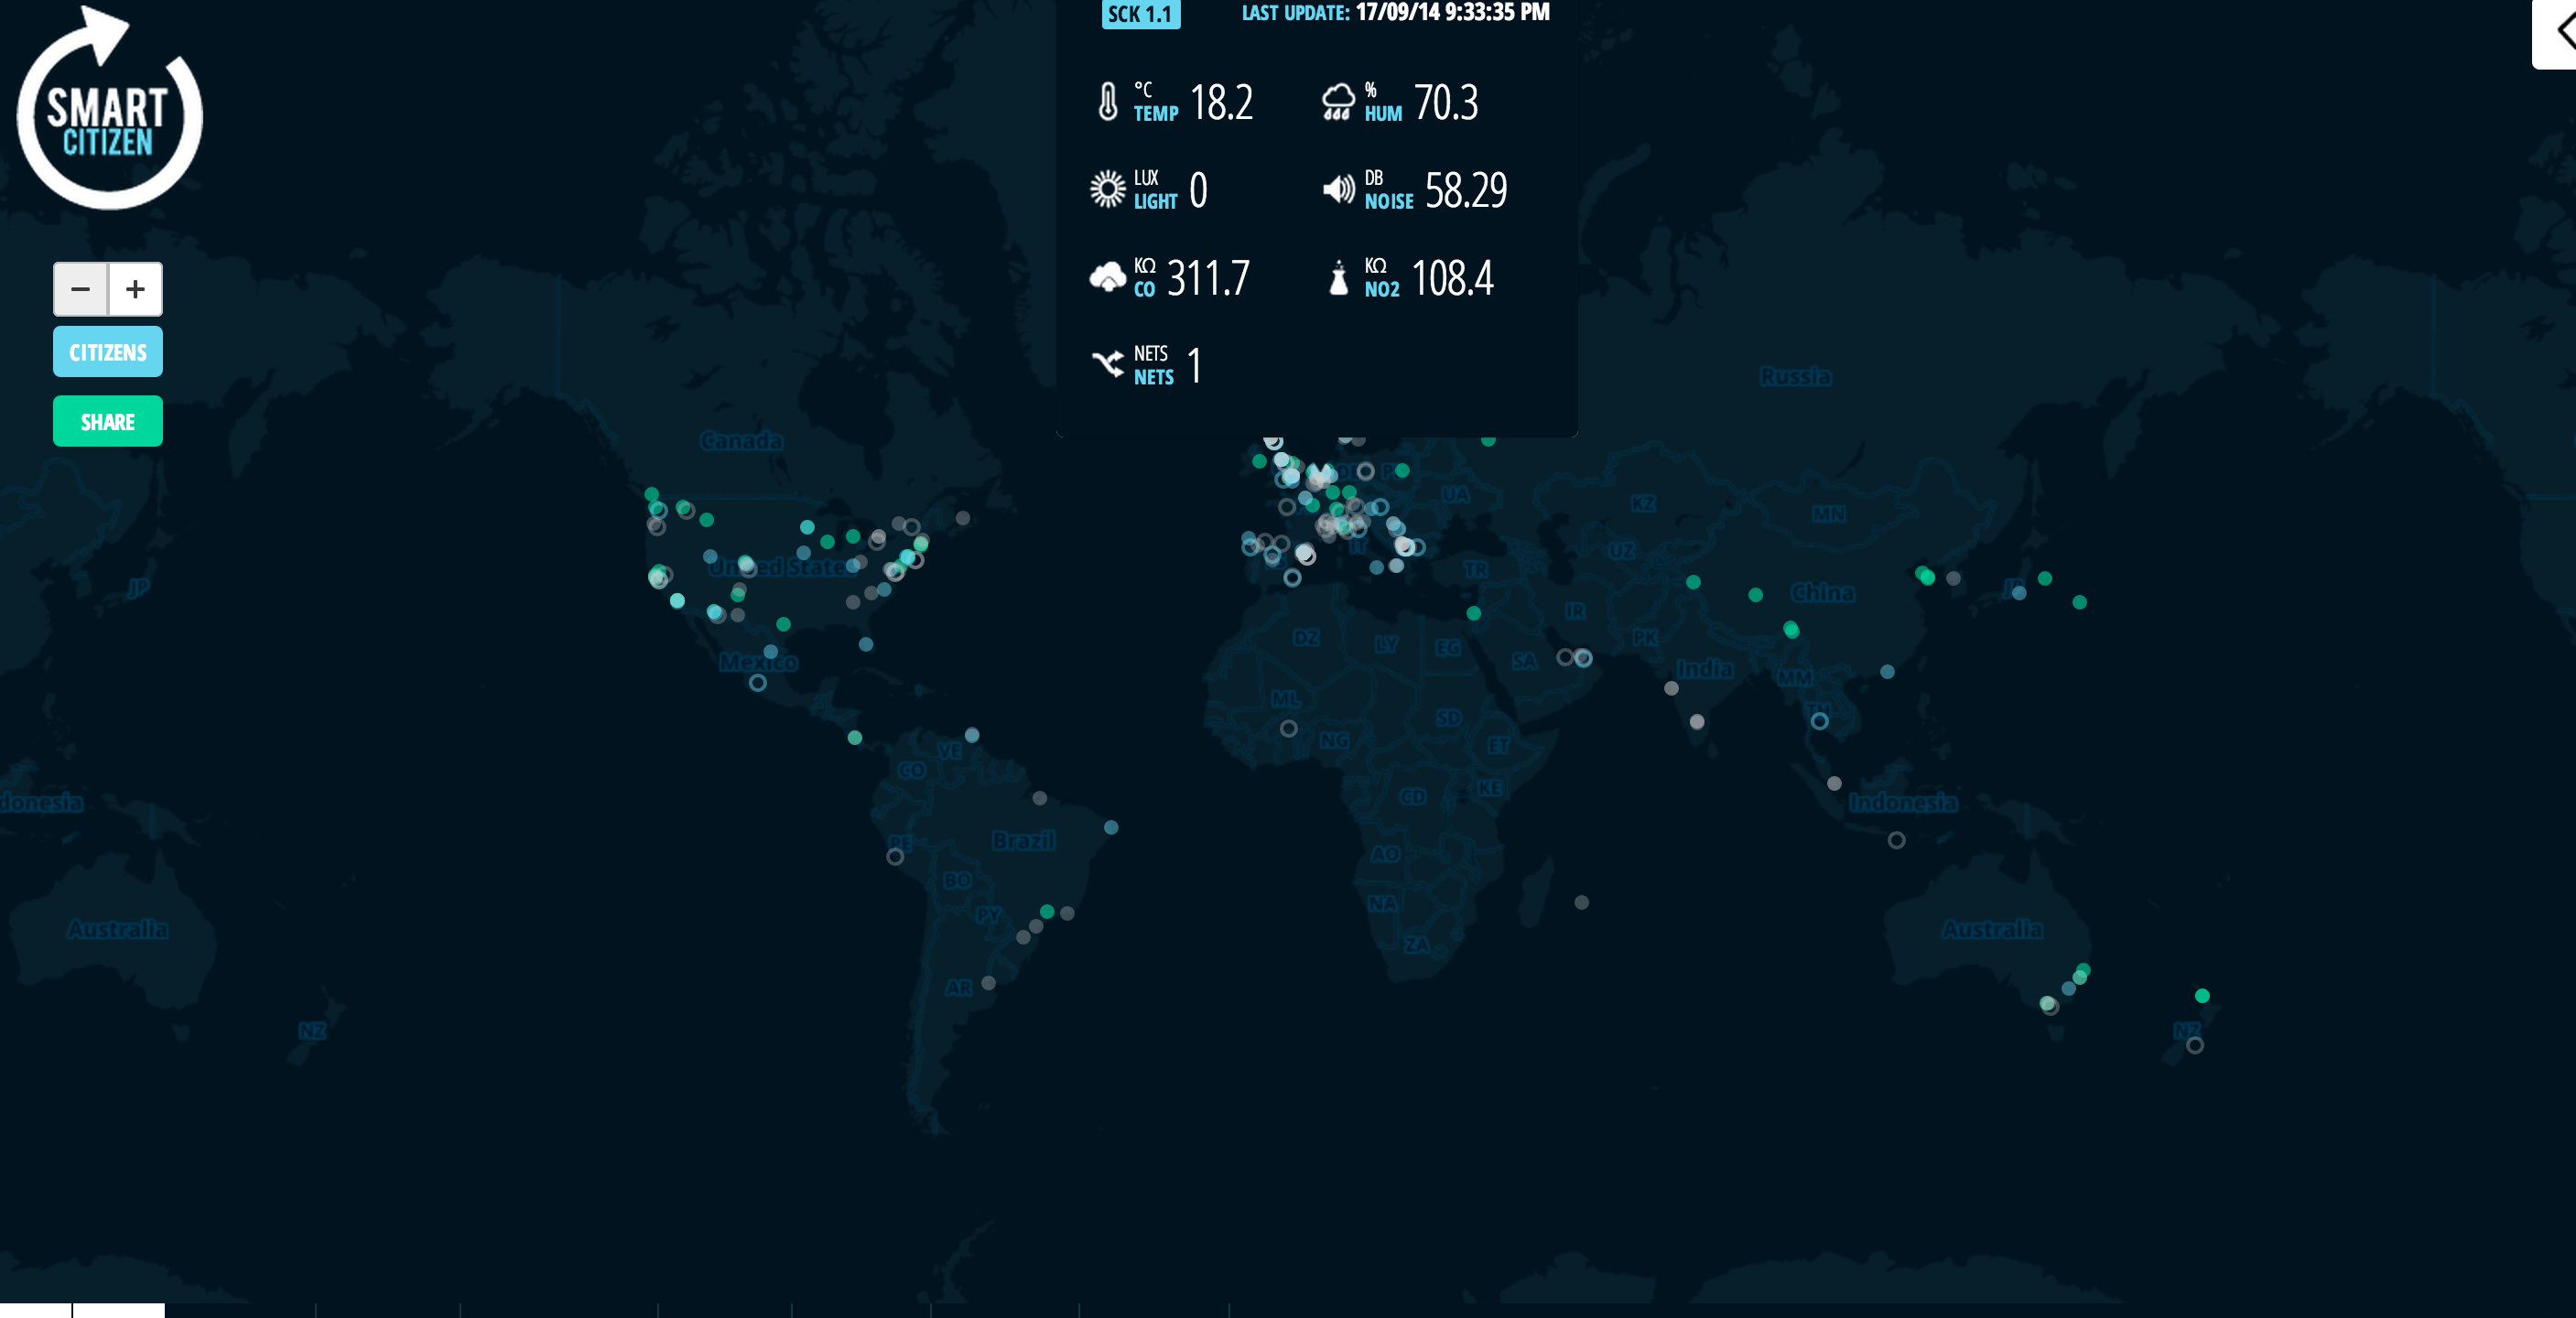 SCK 1.1
LAST UPDATE: 17/09/14 9:33:35 PM
SMART
CITIZEN
°C
TEMP 18.2
%
HUM 70.3
LUX
LIGHT 0
DB
NOISE 58.29
KΩ
CO 311.7
KΩ
NO2 108.4
NETS
NETS 1
− +
CITIZENS
SHARE
Russia
Canada
UA
KZ
MN
United States
IT
UZ
TR
JP
China
IR
DZ
LY
EG
SA
PK
India
Mexico
MM
ML
SD
TH
NG
ET
VE
CO
KE
CD
donesia
Indonesia
Brazil
PE
AO
BO
NA
PY
Australia
ZA
Australia
AR
NZ
NZ